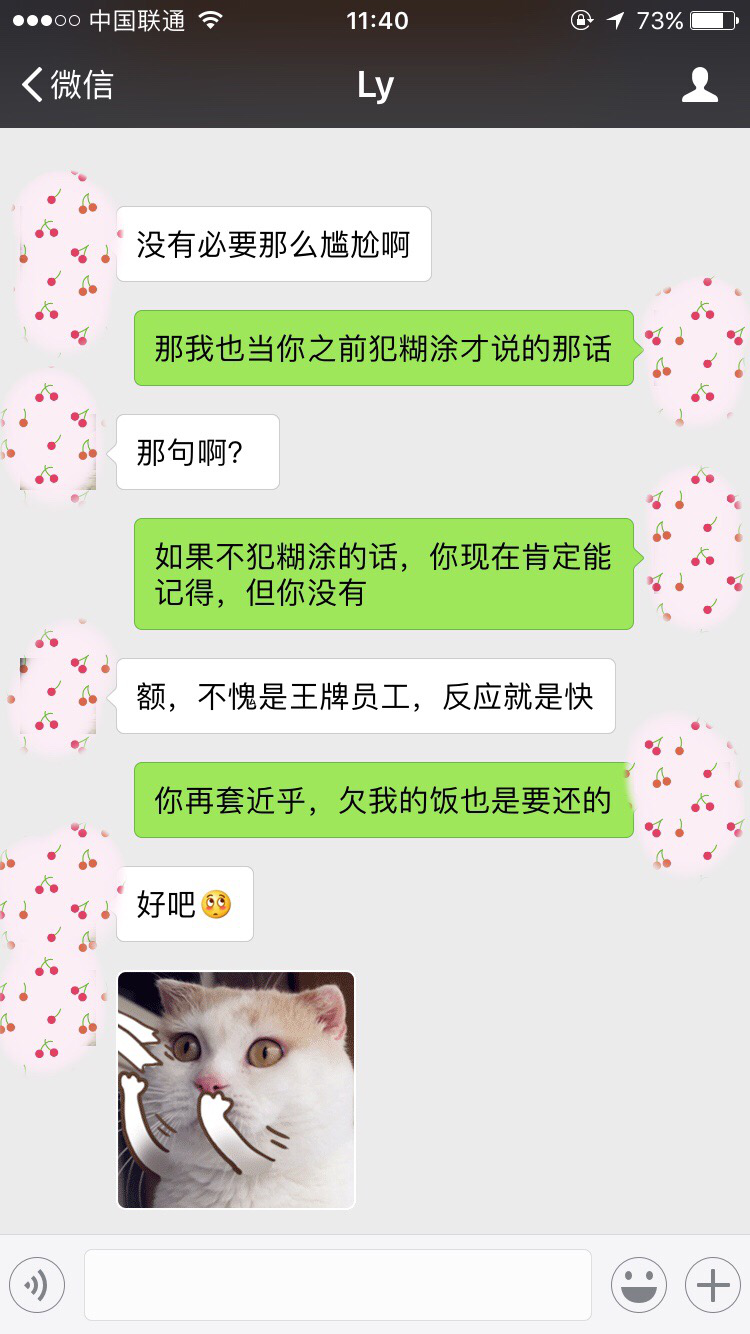 中国联通 11:40 73%
微信 Ly
没有必要那么尴尬啊
那我也当你之前犯糊涂才说的那话
那句啊?
如果不犯糊涂的话，你现在肯定能
记得，但你没有
额，不愧是王牌员工，反应就是快
你再套近乎，欠我的饭也是要还的
好吧